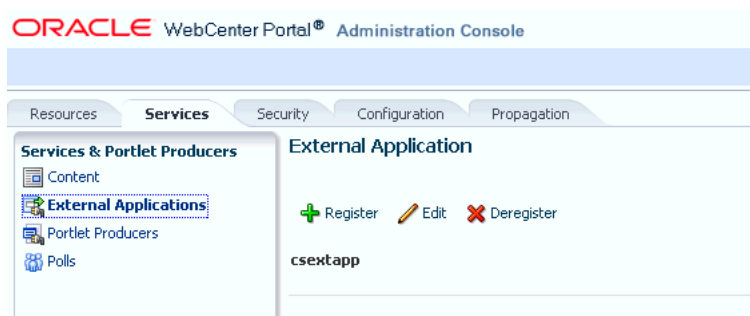 ORACLE WebCenter Portal® Administration Console
Resources Services Security Configuration Propagation
Services & Portlet Producers
Content
External Applications
Portlet Producers
Polls
External Application
Register Edit Deregister
csextapp